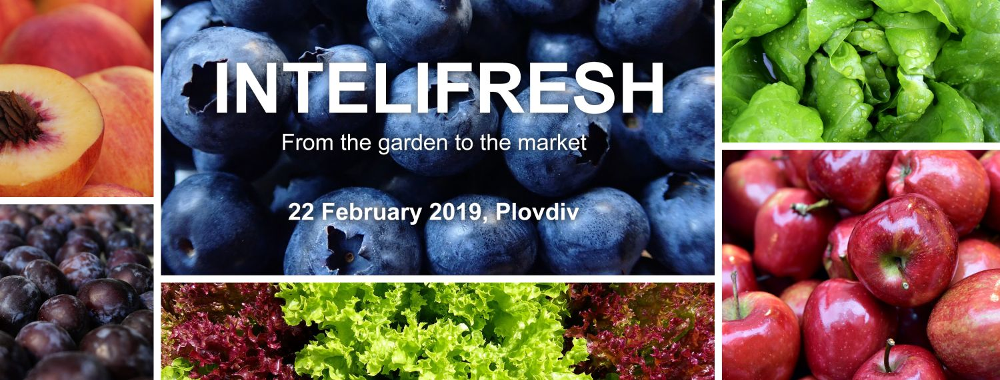 INTELIFRESH
From the garden to the market
22 February 2019, Plovdiv